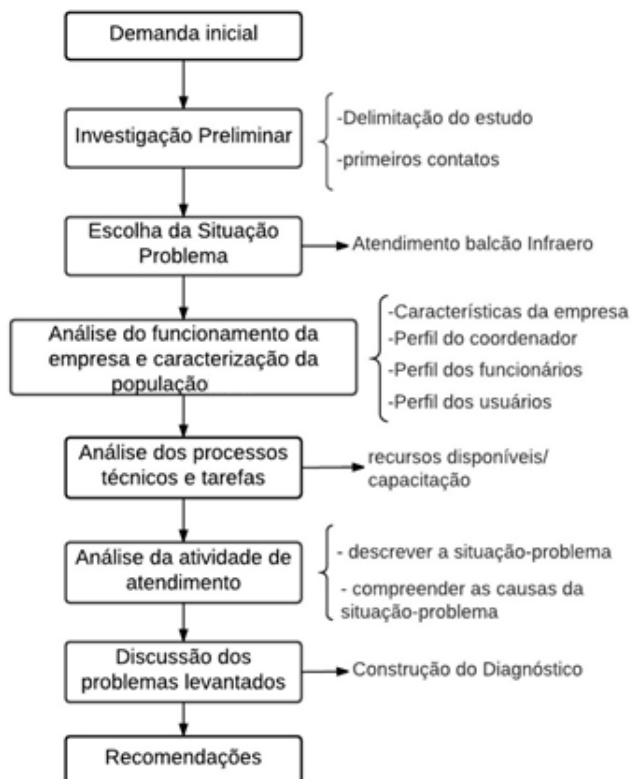 Demanda inicial
Investigação Preliminar
-Delimitação do estudo
-primeiros contatos
Escolha da Situação
Problema
Atendimento balcão Infraero
Análise do funcionamento da
empresa e caracterização da
população
-Características da empresa
-Perfil do coordenador
-Perfil dos funcionários
-Perfil dos usuários
Análise dos processos
técnicos e tarefas
recursos disponíveis/
capacitação
Análise da atividade de
atendimento
- descrever a situação-problema
- compreender as causas da
situação-problema
Discussão dos
problemas levantados
Construção do Diagnóstico
Recomendações